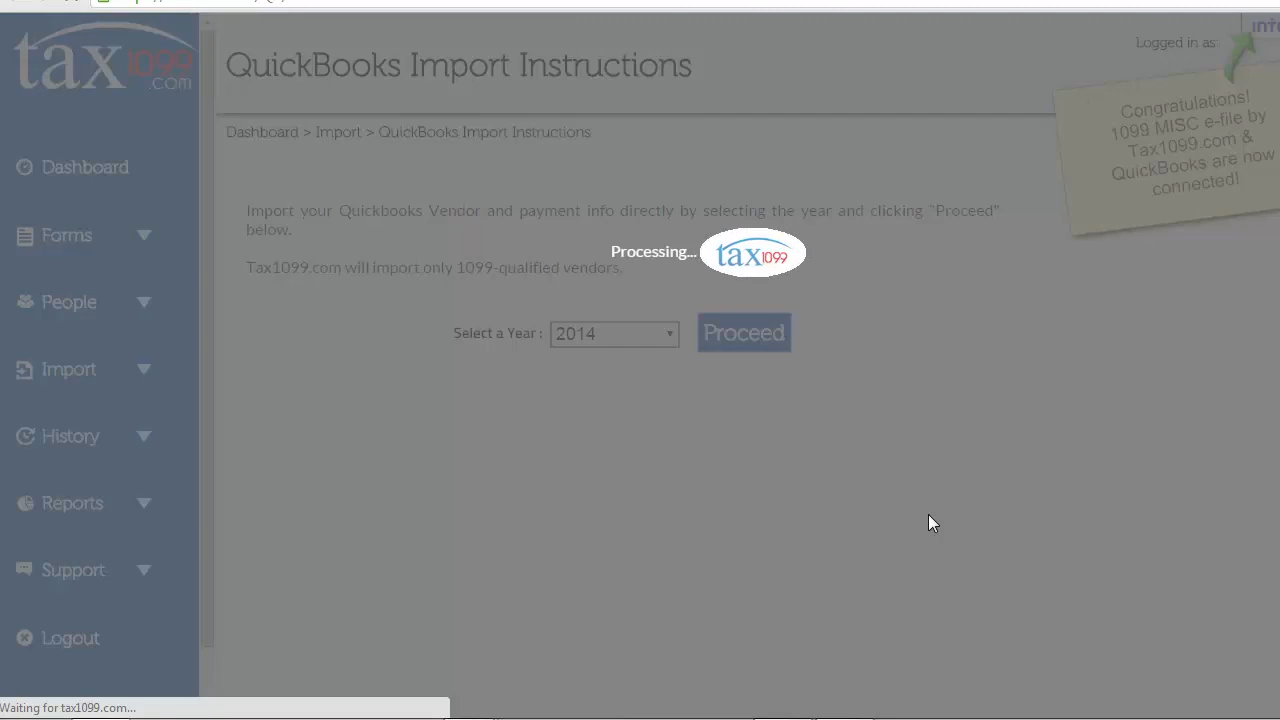 tax1099
.com
Dashboard
Forms
People
Import
History
Reports
Support
Logout
QuickBooks Import Instructions
Logged in as:
Dashboard > Import > QuickBooks Import Instructions
Congratulations!
1099 MISC e-file by
Tax1099.com &
QuickBooks are now
connected!
Import your Quickbooks Vendor and payment info directly by selecting the year and clicking "Proceed"
below.
Processing... tax1099
Tax1099.com will import only 1099-qualified vendors.
Select a Year : 2014 Proceed
Waiting for tax1099.com...